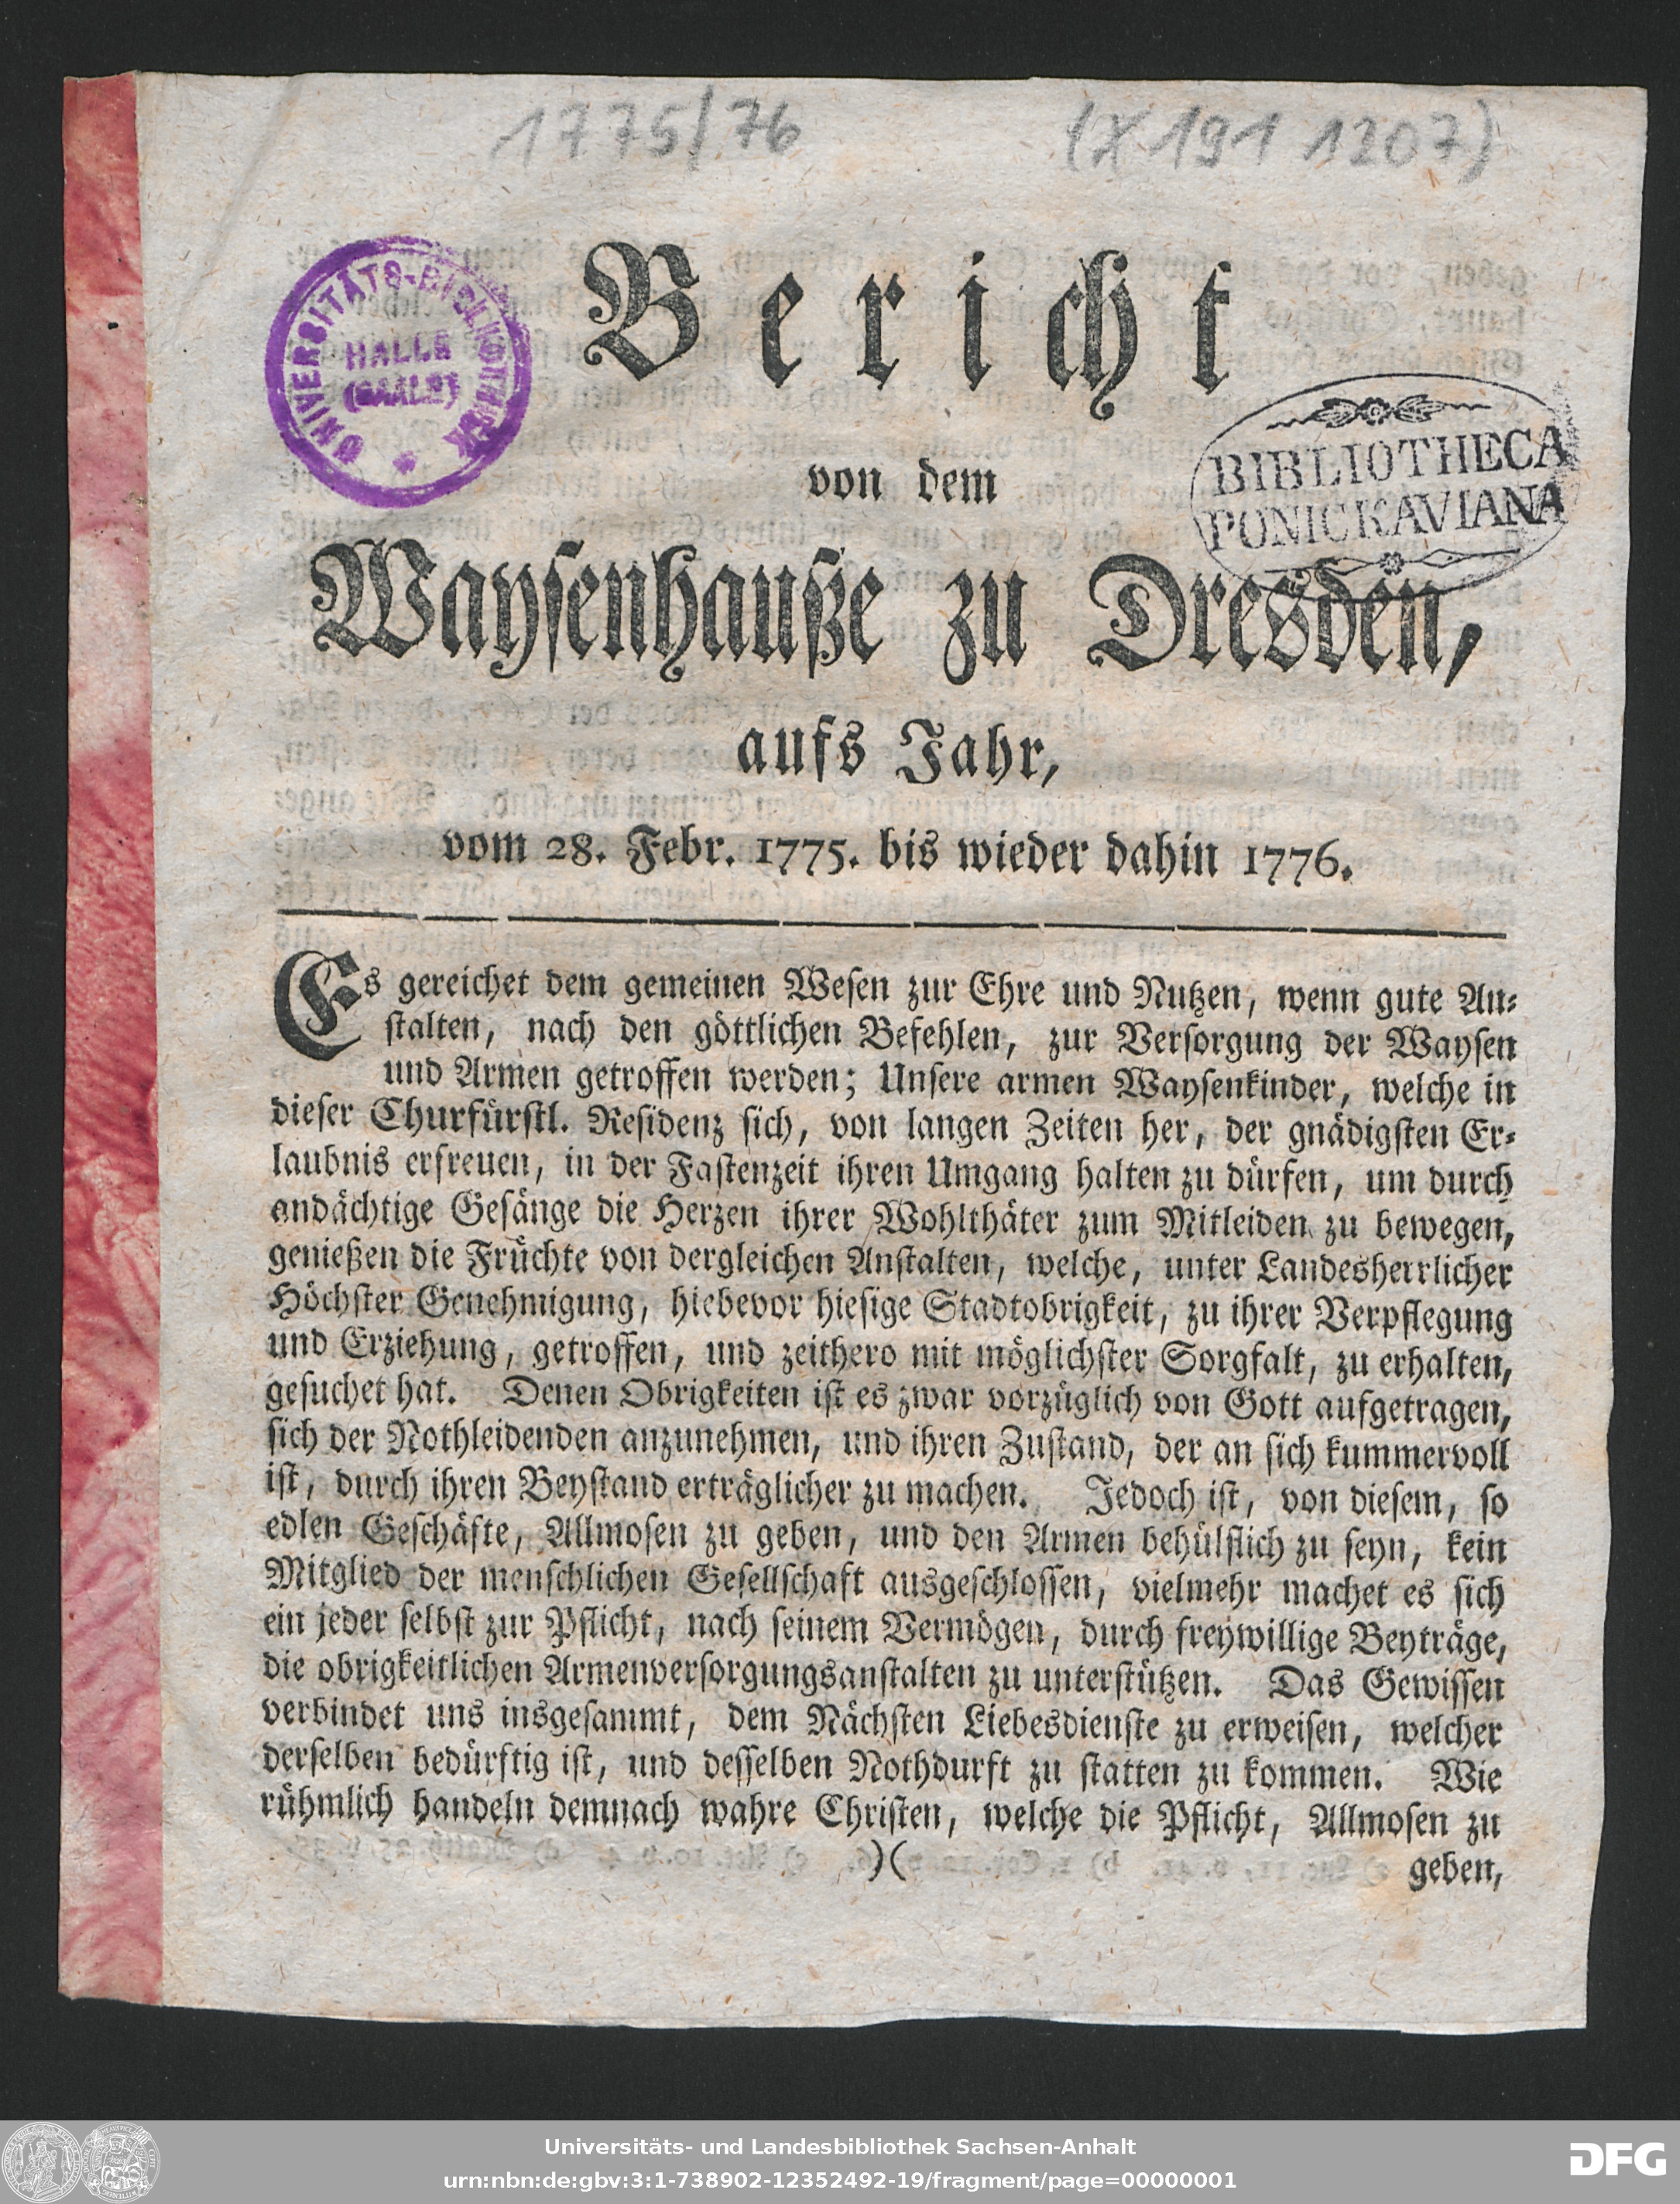 1775/76 (X 191 1207)
UNIVERSITÄTS-BIBLIOTHEK
HALLE
(SAALE)
Bericht
BIBLIOTHECA
PONICKAVIANA
von dem
Waysenhauße zu Dresden,
aufs Jahr,
vom 28. Febr. 1775. bis wieder dahin 1776.
Es gereichet dem gemeinen Wesen zur Ehre und Nutzen, wenn gute An-
stalten, nach den göttlichen Befehlen, zur Versorgung der Waysen
und Armen getroffen werden; Unsere armen Waysenkinder, welche in
dieser Churfürstl. Residenz sich, von langen Zeiten her, der gnädigsten Er-
laubnis erfreuen, in der Fastenzeit ihren Umgang halten zu dürfen, um durch
andächtige Gesänge die Herzen ihrer Wohlthäter zum Mitleiden zu bewegen,
genießen die Früchte von dergleichen Anstalten, welche, unter Landesherrlicher
Höchster Genehmigung, hiebevor hiesige Stadtobrigkeit, zu ihrer Verpflegung
und Erziehung, getroffen, und zeithero mit möglichster Sorgfalt, zu erhalten,
gesuchet hat. Denen Obrigkeiten ist es zwar vorzüglich von Gott aufgetragen,
sich der Nothleidenden anzunehmen, und ihren Zustand, der an sich kummervoll
ist, durch ihren Beystand erträglicher zu machen. Jedoch ist, von diesem, so
edlen Geschäfte, Allmosen zu geben, und den Armen behülflich zu seyn, kein
Mitglied der menschlichen Gesellschaft ausgeschlossen, vielmehr machet es sich
ein jeder selbst zur Pflicht, nach seinem Vermögen, durch freywillige Beyträge,
die obrigkeitlichen Armenversorgungsanstalten zu unterstützen. Das Gewissen
verbindet uns insgesammt, dem Nächsten Liebesdienste zu erweisen, welcher
derselben bedürftig ist, und desselben Nothdurft zu statten zu kommen. Wie
rühmlich handeln demnach wahre Christen, welche die Pflicht, Allmosen zu
)( geben,
Universitäts- und Landesbibliothek Sachsen-Anhalt
urn:nbn:de:gbv:3:1-738902-12352492-19/fragment/page=00000001
DFG